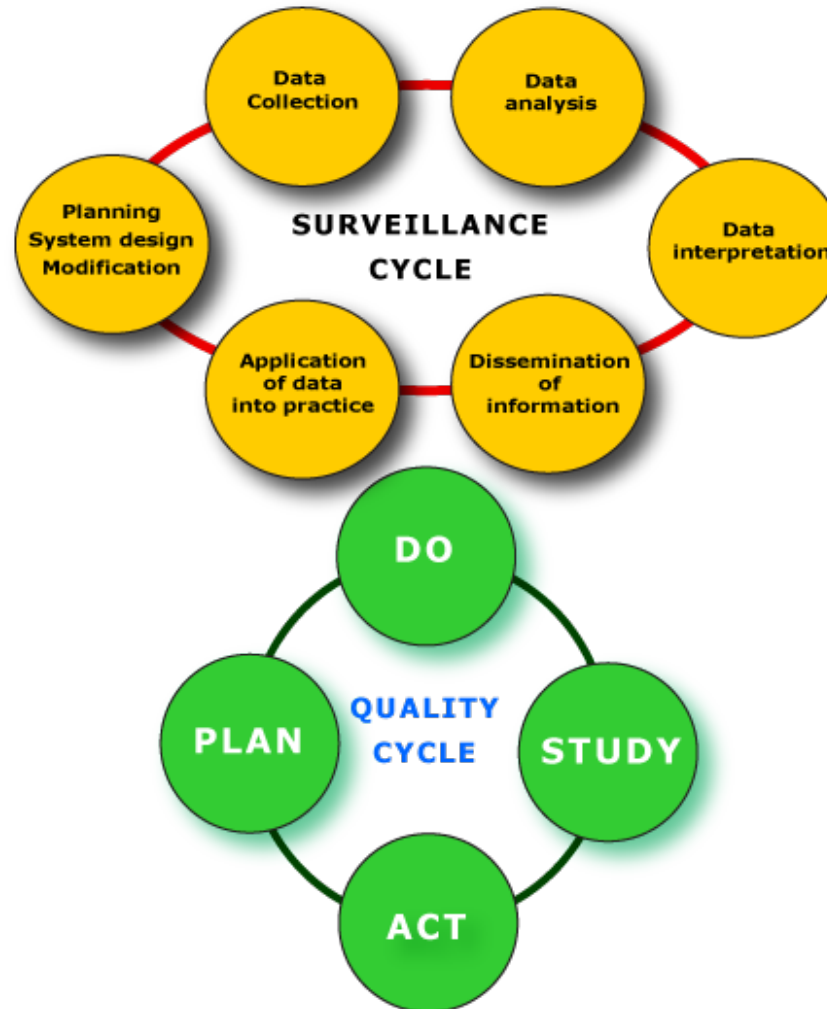 Data
Collection
Data
analysis
Planning
System design
Modification
SURVEILLANCE
CYCLE
Data
interpretation
Application
of data
into practice
Dissemination
of
information
DO
PLAN
QUALITY
CYCLE
STUDY
ACT